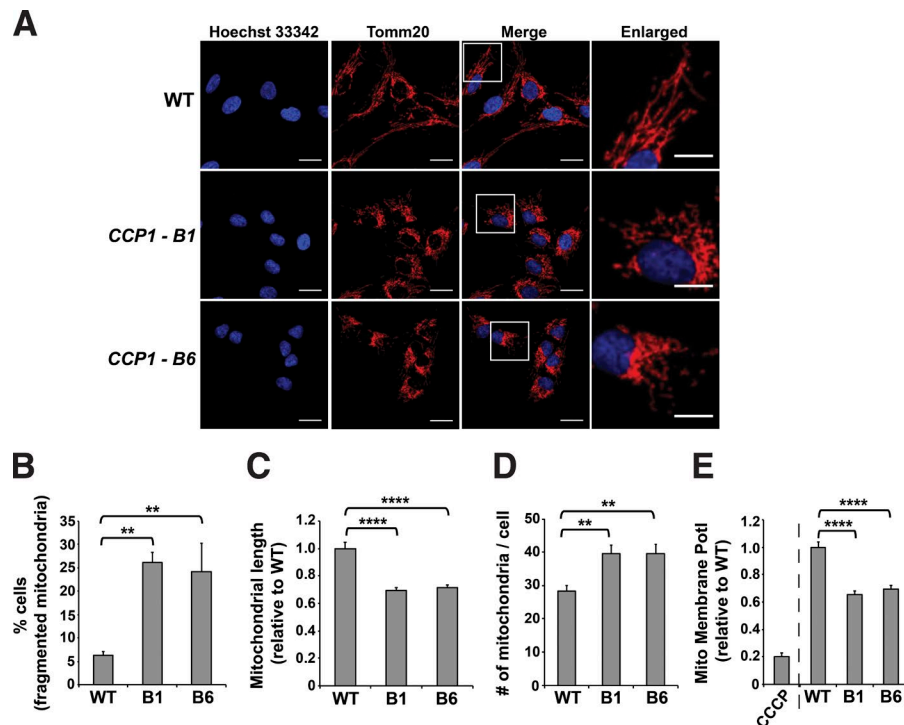 A
Hoechst 33342 Tomm20 Merge Enlarged
WT
CCP1 - B1
CCP1 - B6
B
% cells
(fragmented mitochondria)
35
30
25
20
15
10
5
0
**
**
WT B1 B6
C
Mitochondrial length
(relative to WT)
1.2
1.0
0.8
0.6
0.4
0.2
0
****
****
WT B1 B6
D
# of mitochondria / cell
50
40
30
20
10
0
**
**
WT B1 B6
E
Mito Membrane Potl
(relative to WT)
1.2
1.0
0.8
0.6
0.4
0.2
0
****
****
CCCP WT B1 B6